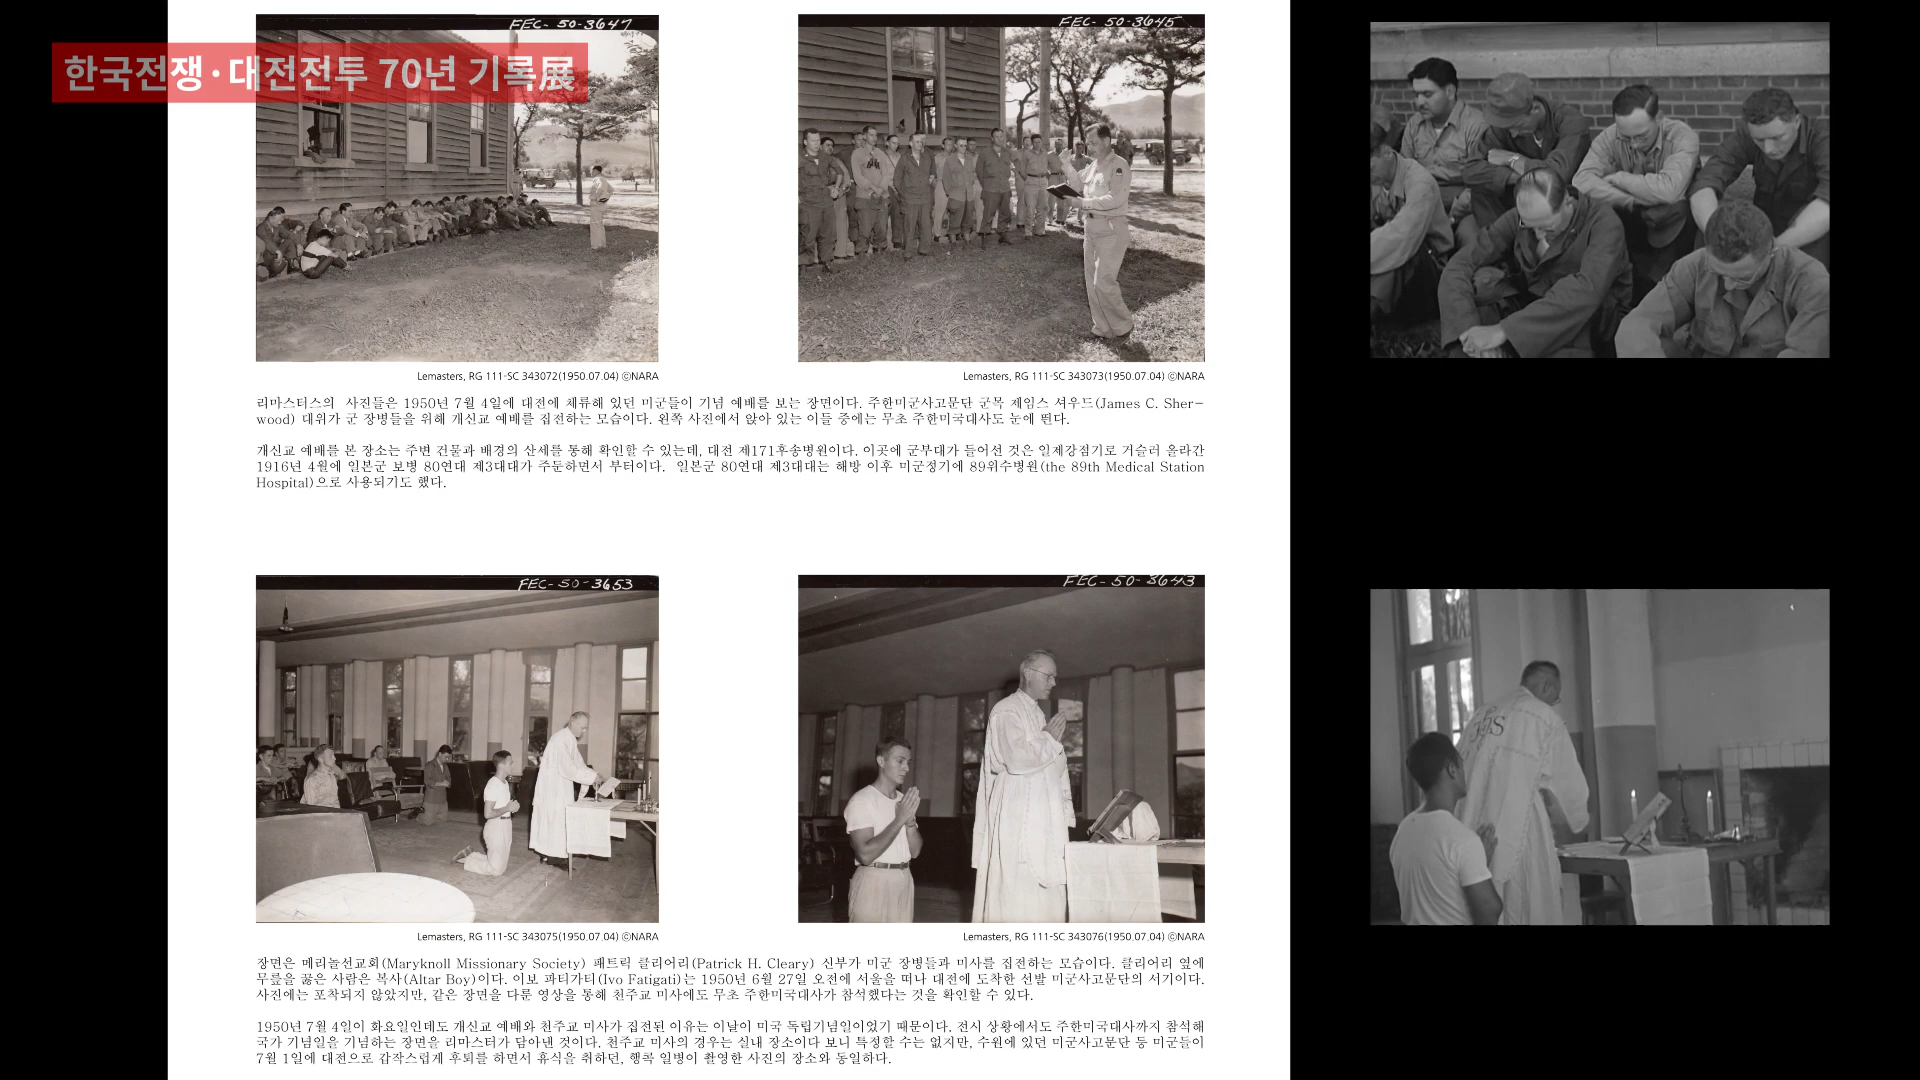 한국전쟁·대전전투 70년 기록展
FEC- 50-3647
FEC- 50-3645
Lemasters, RG 111-SC 343072(1950.07.04) ⓒNARA
Lemasters, RG 111-SC 343073(1950.07.04) ⓒNARA
리마스터스의 사진들은 1950년 7월 4일에 대전에 체류해 있던 미군들이 기념 예배를 보는 장면이다. 주한미군사고문단 군목 제임스 셔우드(James C. Sher-
wood) 대위가 군 장병들을 위해 개신교 예배를 집전하는 모습이다. 왼쪽 사진에서 앉아 있는 이들 중에는 무초 주한미국대사도 눈에 띈다.
개신교 예배를 본 장소는 주변 건물과 배경의 산세를 통해 확인할 수 있는데, 대전 제171후송병원이다. 이곳에 군부대가 들어선 것은 일제강점기로 거슬러 올라간
1916년 4월에 일본군 보병 80연대 제3대대가 주둔하면서 부터이다. 일본군 80연대 제3대대는 해방 이후 미군정기에 89위수병원(the 89th Medical Station
Hospital)으로 사용되기도 했다.
FEC- 50-3653
FEC- 50-3643
Lemasters, RG 111-SC 343075(1950.07.04) ⓒNARA
Lemasters, RG 111-SC 343076(1950.07.04) ⓒNARA
장면은 메리놀선교회(Maryknoll Missionary Society) 패트릭 클리어리(Patrick H. Cleary) 신부가 미군 장병들과 미사를 집전하는 모습이다. 클리어리 옆에
무릎을 꿇은 사람은 복사(Altar Boy)이다. 이보 파티가티(Ivo Fatigati)는 1950년 6월 27일 오전에 서울을 떠나 대전에 도착한 선발 미군사고문단의 서기이다.
사진에는 포착되지 않았지만, 같은 장면을 다룬 영상을 통해 천주교 미사에도 무초 주한미국대사가 참석했다는 것을 확인할 수 있다.
1950년 7월 4일이 화요일인데도 개신교 예배와 천주교 미사가 집전된 이유는 이날이 미국 독립기념일이었기 때문이다. 전시 상황에서도 주한미국대사까지 참석해
국가 기념일을 기념하는 장면을 리마스터가 담아낸 것이다. 천주교 미사의 경우는 실내 장소이다 보니 특정할 수는 없지만, 수원에 있던 미군사고문단 등 미군들이
7월 1일에 대전으로 갑작스럽게 후퇴를 하면서 휴식을 취하던, 행콕 일병이 촬영한 사진의 장소와 동일하다.